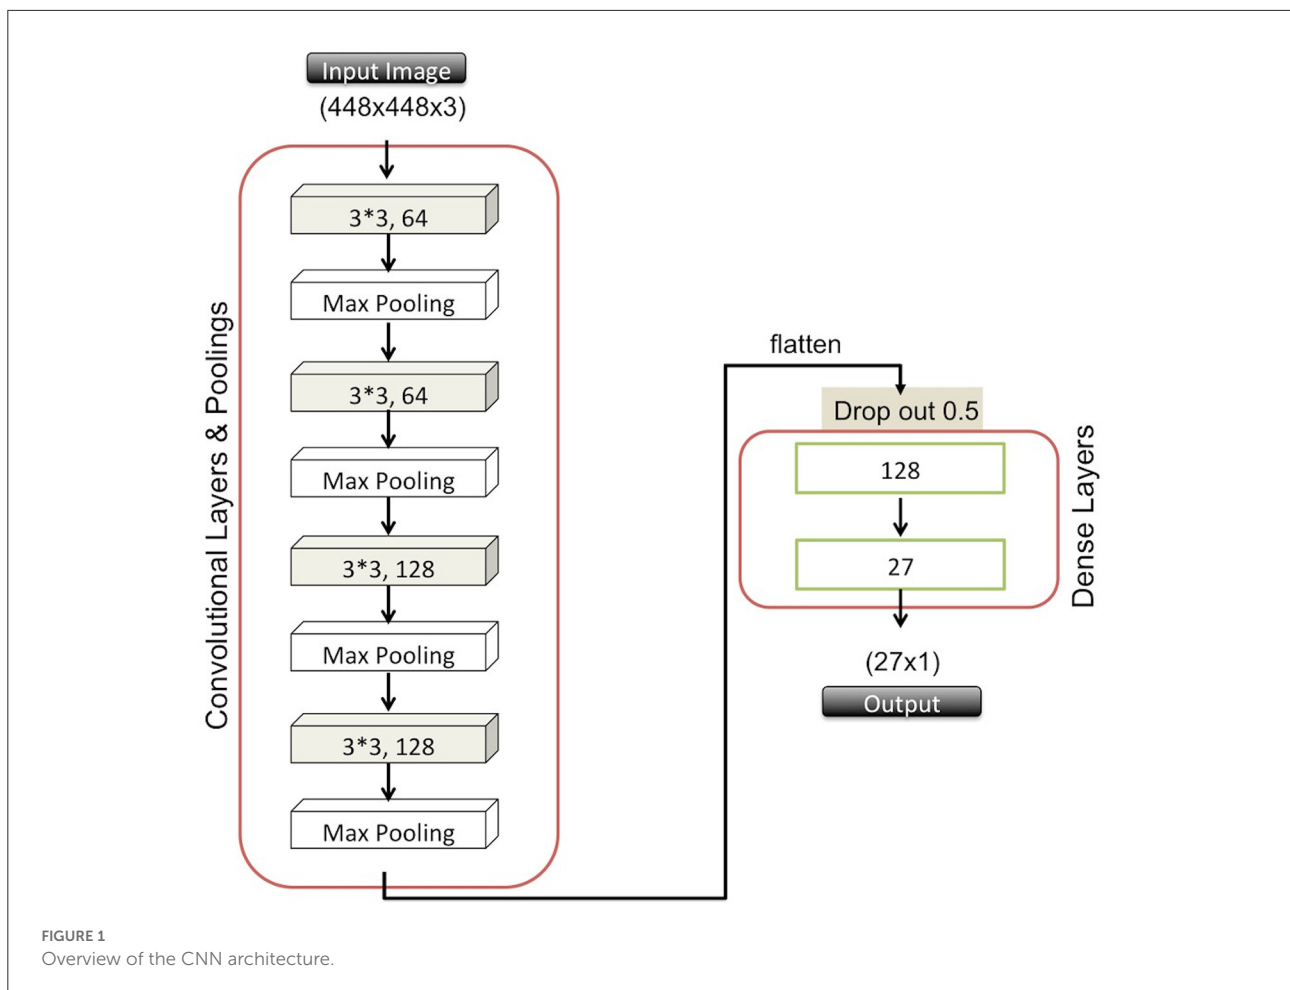 Input Image
(448x448x3)
Convolutional Layers & Poolings
3*3, 64
Max Pooling
3*3, 64
Max Pooling
3*3, 128
Max Pooling
3*3, 128
Max Pooling
flatten
Drop out 0.5
Dense Layers
128
27
(27x1)
Output
FIGURE 1
Overview of the CNN architecture.